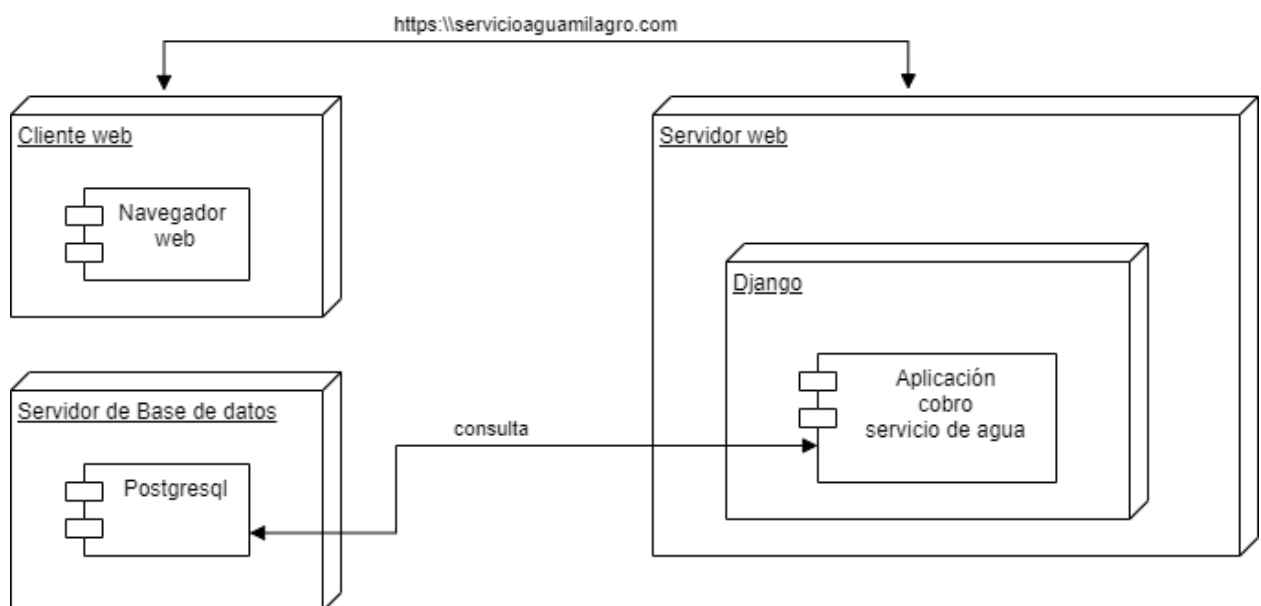 https:\\servicioaguamilagro.com
Cliente web
Navegador
web
Servidor web
Django
Aplicación
cobro
servicio de agua
Servidor de Base de datos
Postgresql
consulta